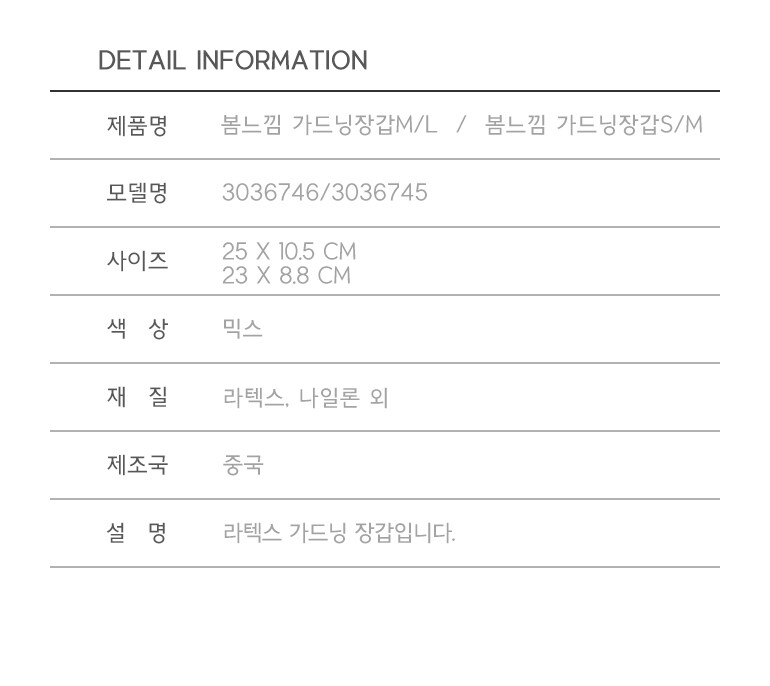 DETAIL INFORMATION
제품명 봄느낌 가드닝장갑M/L / 봄느낌 가드닝장갑S/M
모델명 3036746/3036745
사이즈 25 X 10.5 CM
23 X 8.8 CM
색 상 믹스
재 질 라텍스, 나일론 외
제조국 중국
설 명 라텍스 가드닝 장갑입니다.